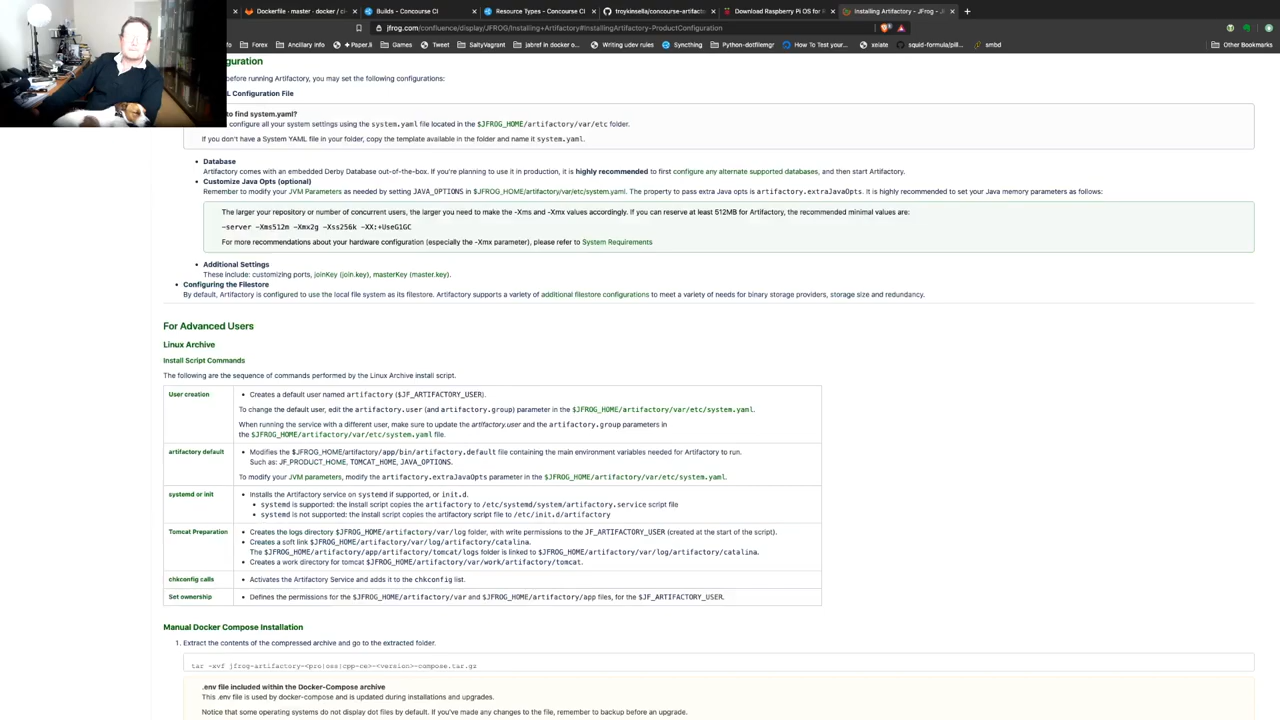 Dockerfile · master · docker / c
Builds - Concourse CI
Resource Types - Concourse CI
troykinsella/concourse-artifac
Download Raspberry Pi OS for
Installing Artifactory - JFrog
jfrog.com/confluence/display/JFROG/Installing+Artifactory#InstallingArtifactory-ProductConfiguration
Forex
Ancillary info
+ Paper.li
Games
Tweet
SaltyVagrant
jabref in docker o...
Writing udev rules
Syncthing
Python-dotfilemgr
How To Test your...
xelate
squid-formula/pill...
smbd
Other Bookmarks
guration
before running Artifactory, you may set the following configurations:
L Configuration File
to find system.yaml?
configure all your system settings using the system.yaml file located in the $JFROG_HOME/artifactory/var/etc folder.
If you don't have a System YAML file in your folder, copy the template available in the folder and name it system.yaml.
• Database
Artifactory comes with an embedded Derby Database out-of-the-box. If you're planning to use it in production, it is highly recommended to first configure any alternate supported databases, and then start Artifactory.
• Customize Java Opts (optional)
Remember to modify your JVM Parameters as needed by setting JAVA_OPTIONS in $JFROG_HOME/artifactory/var/etc/system.yaml. The property to pass extra Java opts is artifactory.extraJavaOpts. It is highly recommended to set your Java memory parameters as follows:
The larger your repository or number of concurrent users, the larger you need to make the -Xms and -Xmx values accordingly. If you can reserve at least 512MB for Artifactory, the recommended minimal values are:
-server -Xms512m -Xmx2g -Xss256k -XX:+UseG1GC
For more recommendations about your hardware configuration (especially the -Xmx parameter), please refer to System Requirements
• Additional Settings
These include: customizing ports, joinKey (join.key), masterKey (master.key).
• Configuring the Filestore
By default, Artifactory is configured to use the local file system as its filestore. Artifactory supports a variety of additional filestore configurations to meet a variety of needs for binary storage providers, storage size and redundancy.
For Advanced Users
Linux Archive
Install Script Commands
The following are the sequence of commands performed by the Linux Archive install script.
User creation
• Creates a default user named artifactory ($JF_ARTIFACTORY_USER).
To change the default user, edit the artifactory.user (and artifactory.group) parameter in the $JFROG_HOME/artifactory/var/etc/system.yaml.
When running the service with a different user, make sure to update the artifactory.user and the artifactory.group parameters in
the $JFROG_HOME/artifactory/var/etc/system.yaml file.
artifactory default
• Modifies the $JFROG_HOME/artifactory/app/bin/artifactory.default file containing the main environment variables needed for Artifactory to run.
Such as: JF_PRODUCT_HOME, TOMCAT_HOME, JAVA_OPTIONS.
To modify your JVM parameters, modify the artifactory.extraJavaOpts parameter in the $JFROG_HOME/artifactory/var/etc/system.yaml.
systemd or init
• Installs the Artifactory service on systemd if supported, or init.d.
• systemd is supported: the install script copies the artifactory to /etc/systemd/system/artifactory.service script file
• systemd is not supported: the install script copies the artifactory script file to /etc/init.d/artifactory
Tomcat Preparation
• Creates the logs directory $JFROG_HOME/artifactory/var/log folder, with write permissions to the JF_ARTIFACTORY_USER (created at the start of the script).
• Creates a soft link $JFROG_HOME/artifactory/var/log/artifactory/catalina.
The $JFROG_HOME/artifactory/app/artifactory/tomcat/logs folder is linked to $JFROG_HOME/artifactory/var/log/artifactory/catalina.
• Creates a work directory for tomcat $JFROG_HOME/artifactory/var/work/artifactory/tomcat.
chkconfig calls
• Activates the Artifactory Service and adds it to the chkconfig list.
Set ownership
• Defines the permissions for the $JFROG_HOME/artifactory/var and $JFROG_HOME/artifactory/app files, for the $JF_ARTIFACTORY_USER.
Manual Docker Compose Installation
1. Extract the contents of the compressed archive and go to the extracted folder.
tar -xvf jfrog-artifactory-<pro|oss|cpp-ce>-<version>-compose.tar.gz
.env file included within the Docker-Compose archive
This .env file is used by docker-compose and is updated during installations and upgrades.
Notice that some operating systems do not display dot files by default. If you've made any changes to the file, remember to backup before an upgrade.